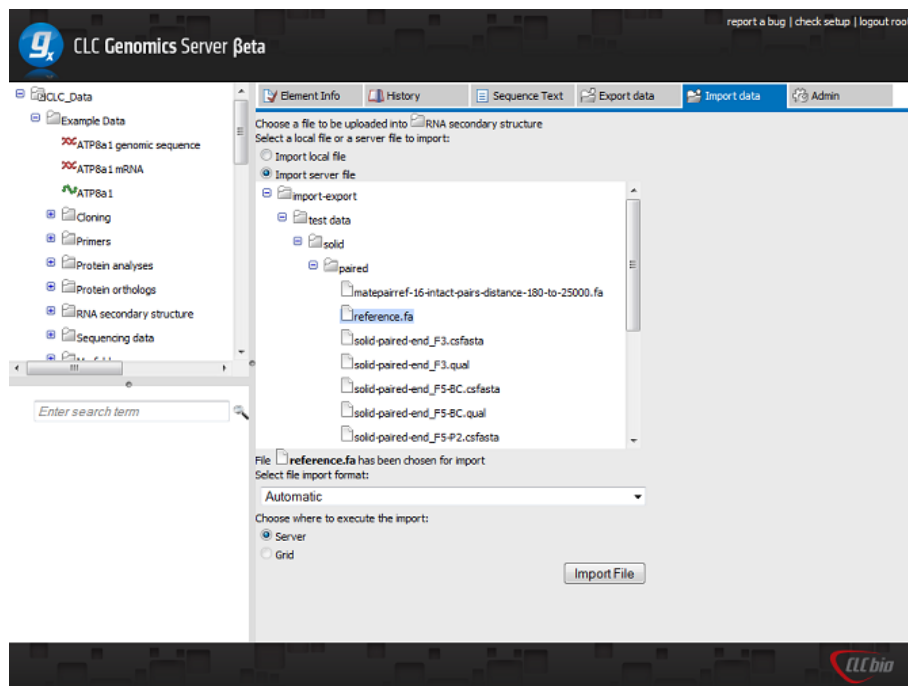 report a bug | check setup | logout root
CLC Genomics Server βeta
CLC_Data
Example Data
ATP8a1 genomic sequence
ATP8a1 mRNA
ATP8a1
Cloning
Primers
Protein analyses
Protein orthologs
RNA secondary structure
Sequencing data
Enter search term
Element Info History Sequence Text Export data Import data Admin
Choose a file to be uploaded into RNA secondary structure
Select a local file or a server file to import:
Import local file
Import server file
import-export
test data
solid
paired
matepairref-16-intact-pairs-distance-180-to-25000.fa
reference.fa
solid-paired-end_F3.csfasta
solid-paired-end_F3.qual
solid-paired-end_F5-BC.csfasta
solid-paired-end_F5-BC.qual
solid-paired-end_F5-P2.csfasta
File reference.fa has been chosen for import
Select file import format:
Automatic
Choose where to execute the import:
Server
Grid
Import File
CLC bio